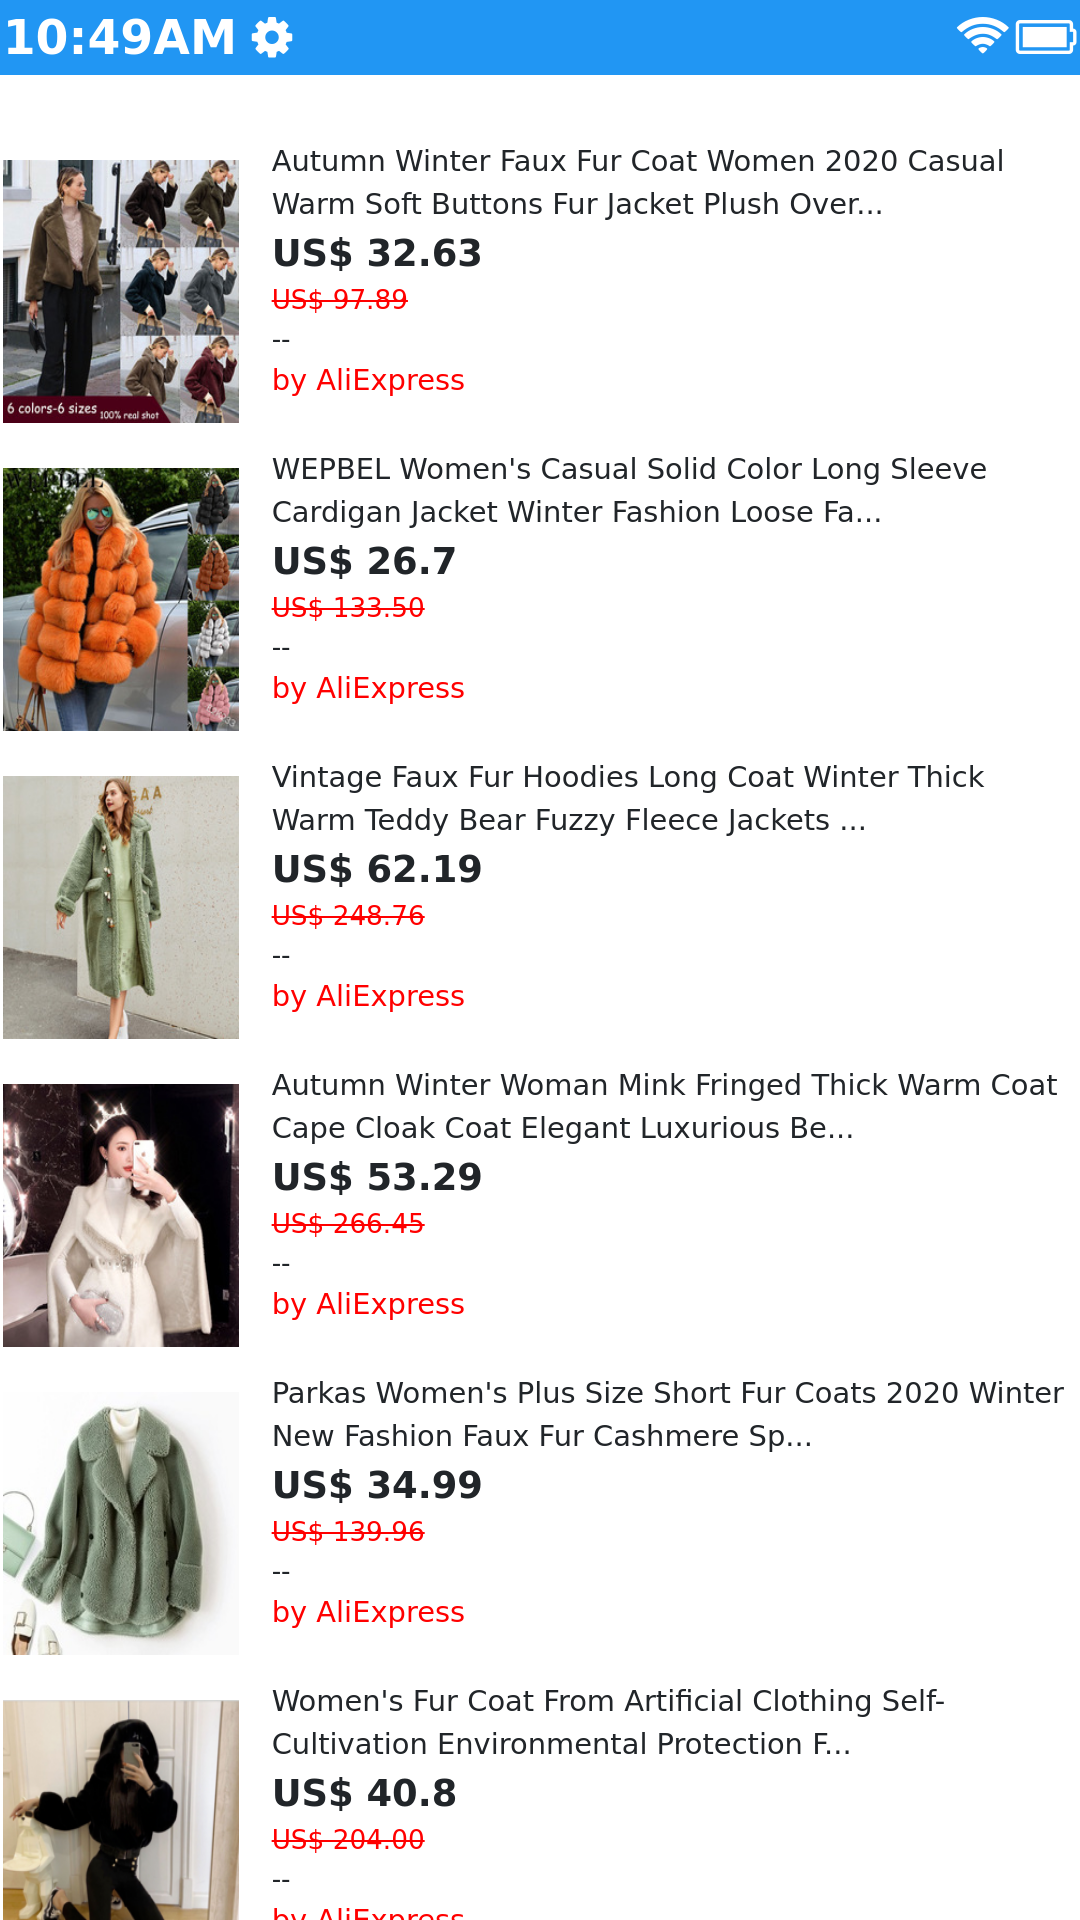 10:49AM
Autumn Winter Faux Fur Coat Women 2020 Casual
Warm Soft Buttons Fur Jacket Plush Over...
US$ 32.63
US$ 97.89
--
by AliExpress
6 colors-6 sizes 100% real shot
WEPBEL Women's Casual Solid Color Long Sleeve
Cardigan Jacket Winter Fashion Loose Fa...
US$ 26.7
US$ 133.50
--
by AliExpress
WEPBEL
Vintage Faux Fur Hoodies Long Coat Winter Thick
Warm Teddy Bear Fuzzy Fleece Jackets ...
US$ 62.19
US$ 248.76
--
by AliExpress
Autumn Winter Woman Mink Fringed Thick Warm Coat
Cape Cloak Coat Elegant Luxurious Be...
US$ 53.29
US$ 266.45
--
by AliExpress
Parkas Women's Plus Size Short Fur Coats 2020 Winter
New Fashion Faux Fur Cashmere Sp...
US$ 34.99
US$ 139.96
--
by AliExpress
Women's Fur Coat From Artificial Clothing Self-
Cultivation Environmental Protection F...
US$ 40.8
US$ 204.00
--
by AliExpress